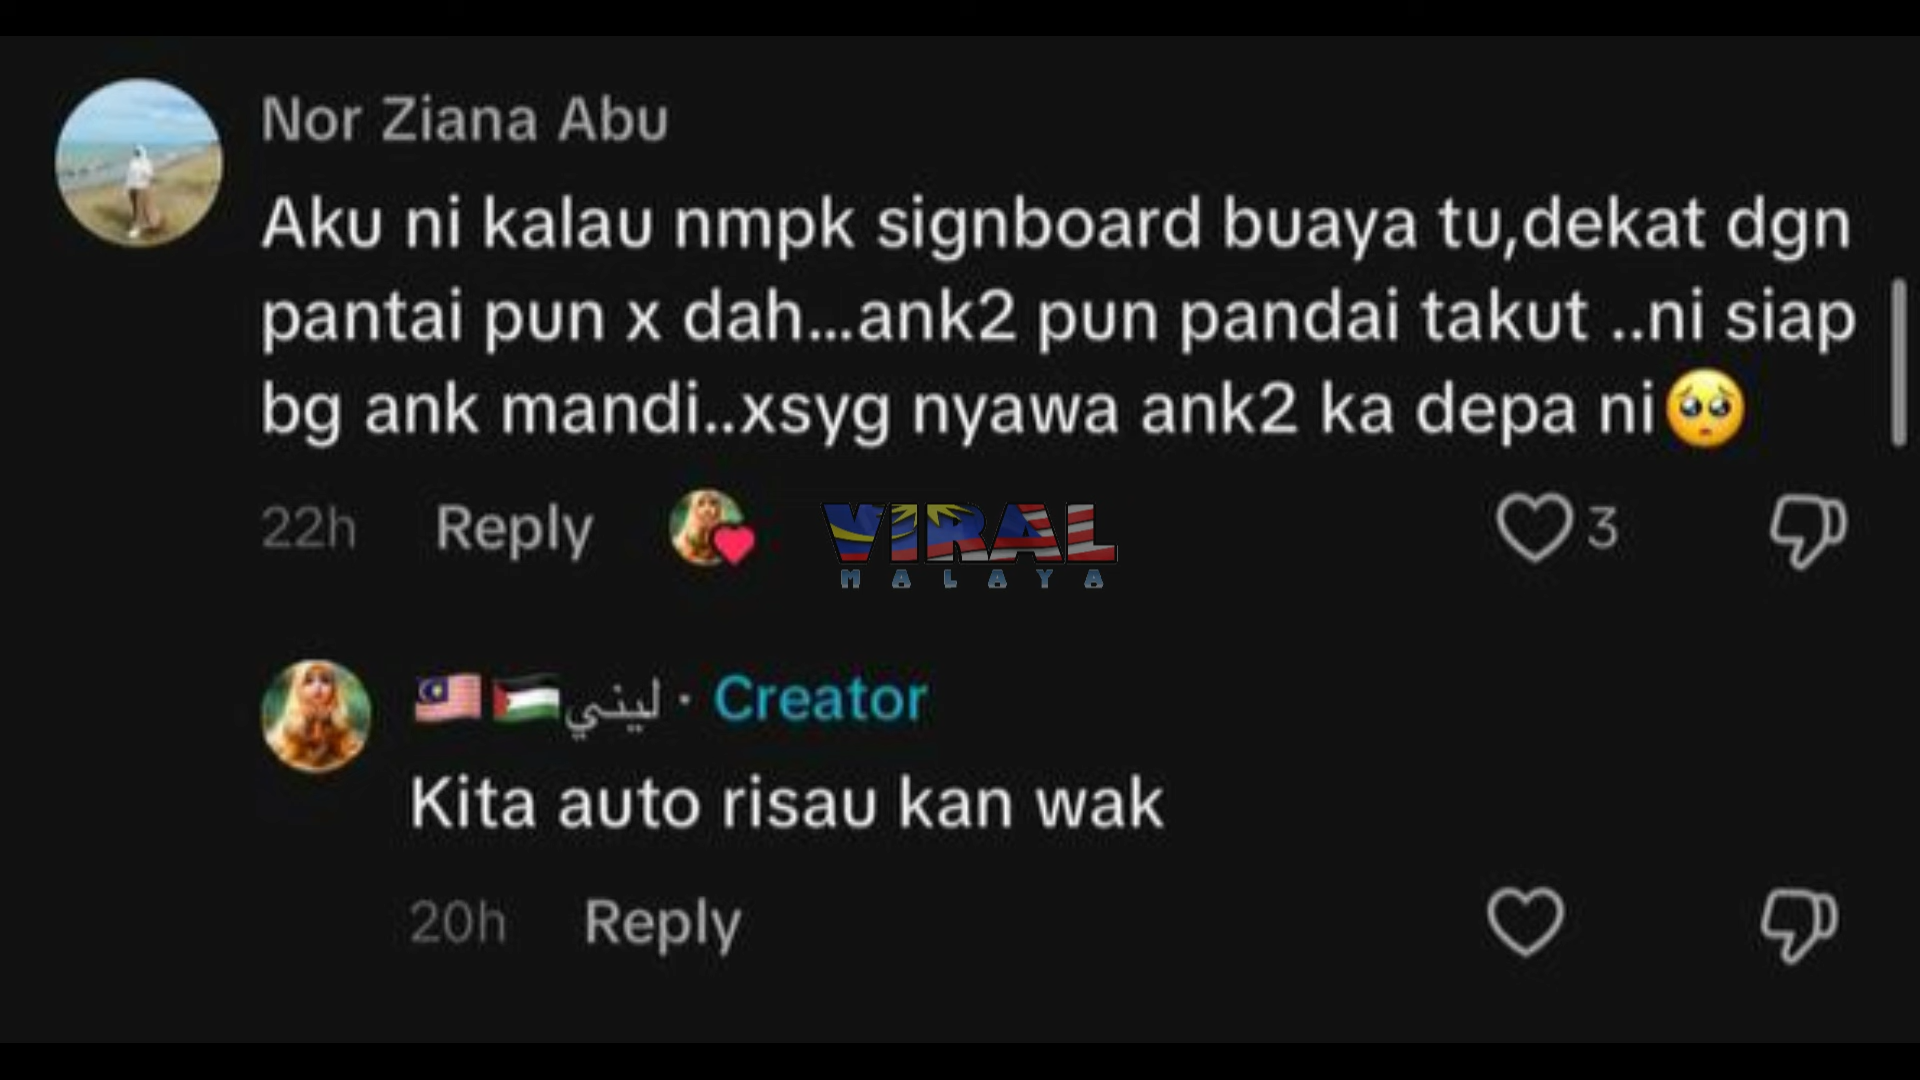 Nor Ziana Abu
Aku ni kalau nmpk signboard buaya tu,dekat dgn
pantai pun x dah...ank2 pun pandai takut ..ni siap
bg ank mandi..xsyg nyawa ank2 ka depa ni🥺
22h Reply 3
VIRAL
MALAYA
🇲🇾🇵🇸ليني · Creator
Kita auto risau kan wak
20h Reply